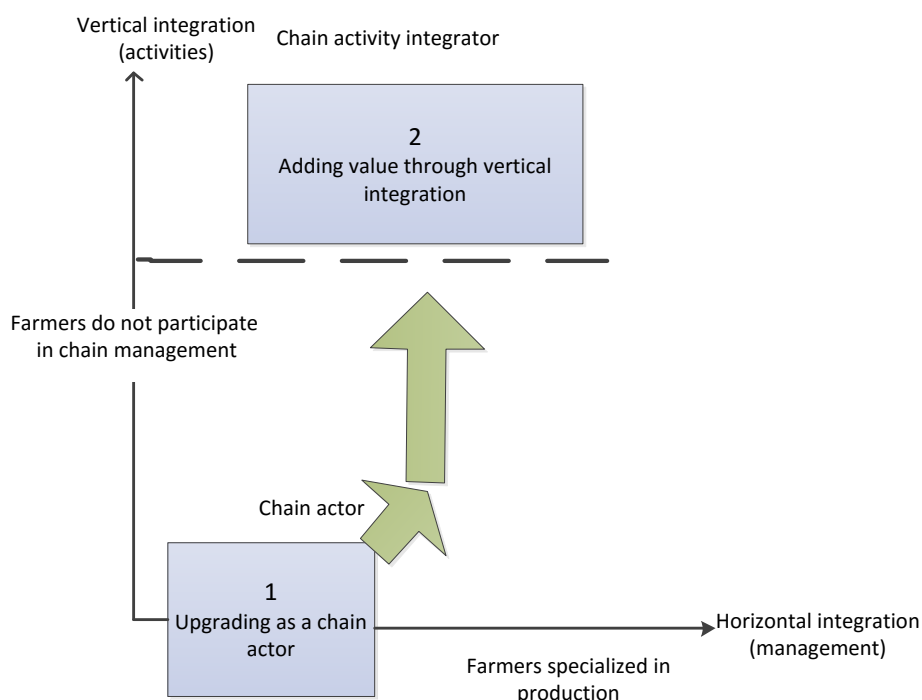 Vertical integration
(activities)
Chain activity integrator
2
Adding value through vertical
integration
Farmers do not participate
in chain management
Chain actor
1
Upgrading as a chain
actor
Horizontal integration
(management)
Farmers specialized in
production